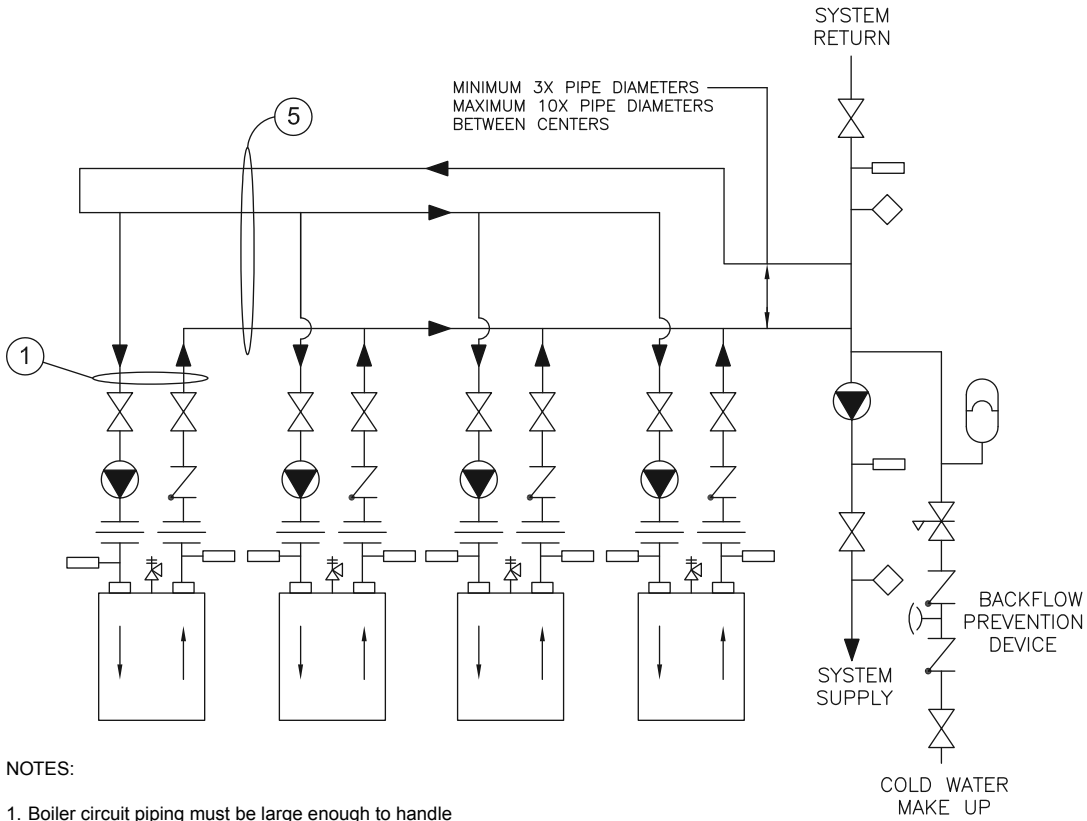 SYSTEM
RETURN
MINIMUM 3X PIPE DIAMETERS
MAXIMUM 10X PIPE DIAMETERS
BETWEEN CENTERS
5
1
BACKFLOW
PREVENTION
DEVICE
SYSTEM
SUPPLY
COLD WATER
MAKE UP
NOTES:
1. Boiler circuit piping must be large enough to handle